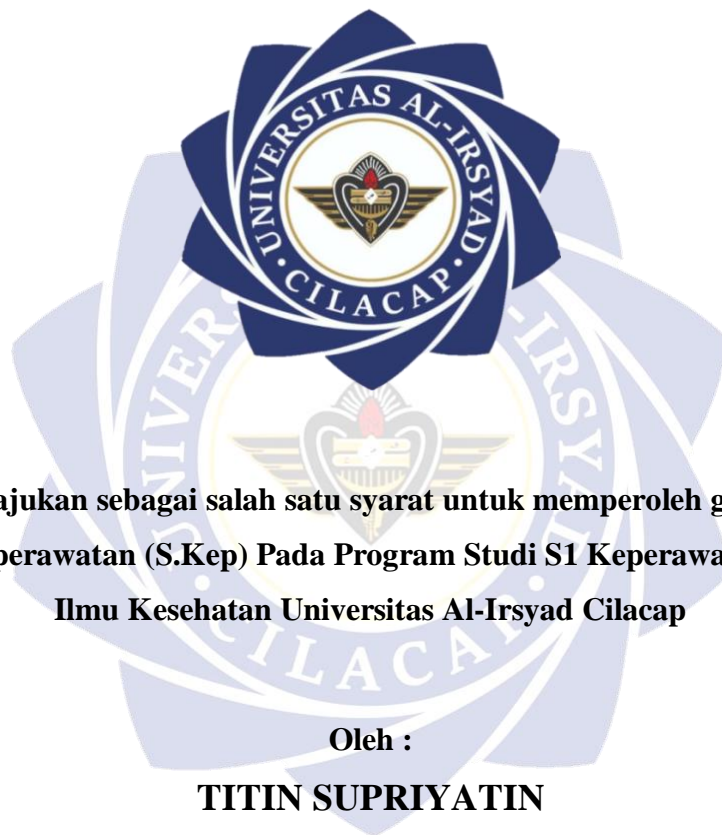 UNIVERSITAS AL-IRSYAD
CILACAP
ajukan sebagai salah satu syarat untuk memperoleh g
perawatan (S.Kep) Pada Program Studi S1 Keperawa
Ilmu Kesehatan Universitas Al-Irsyad Cilacap
Oleh :
TITIN SUPRIYATIN